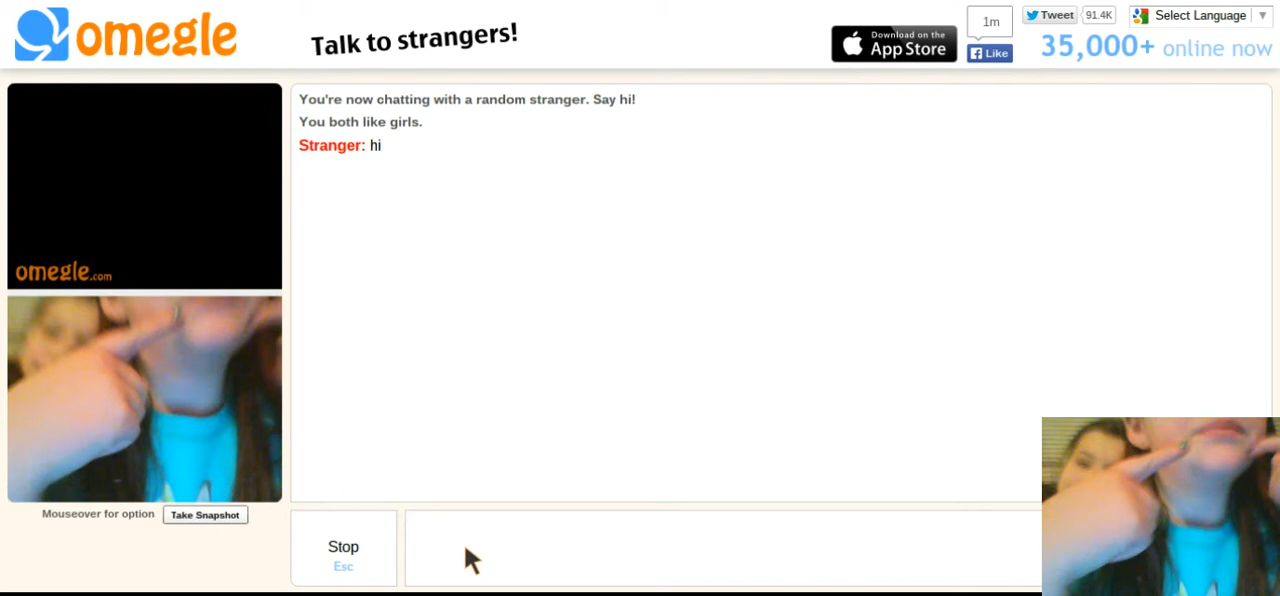 omegle
Talk to strangers!
Download on the
App Store
1m
Like
Tweet
91.4K
Select Language
35,000+ online now
You're now chatting with a random stranger. Say hi!
You both like girls.
Stranger: hi
omegle.com
Mouseover for option
Take Snapshot
Stop
Esc